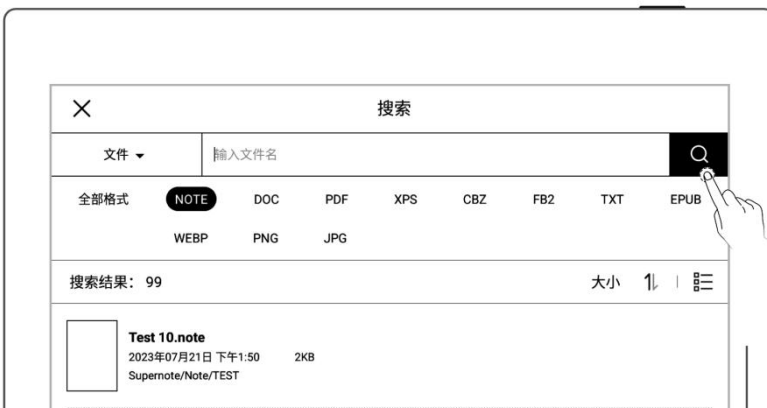 搜索
文件 输入文件名
全部格式 NOTE DOC PDF XPS CBZ FB2 TXT EPUB
WEBP PNG JPG
搜索结果： 99 大小
Test 10.note
2023年07月21日 下午1:50 2KB
Supernote/Note/TEST